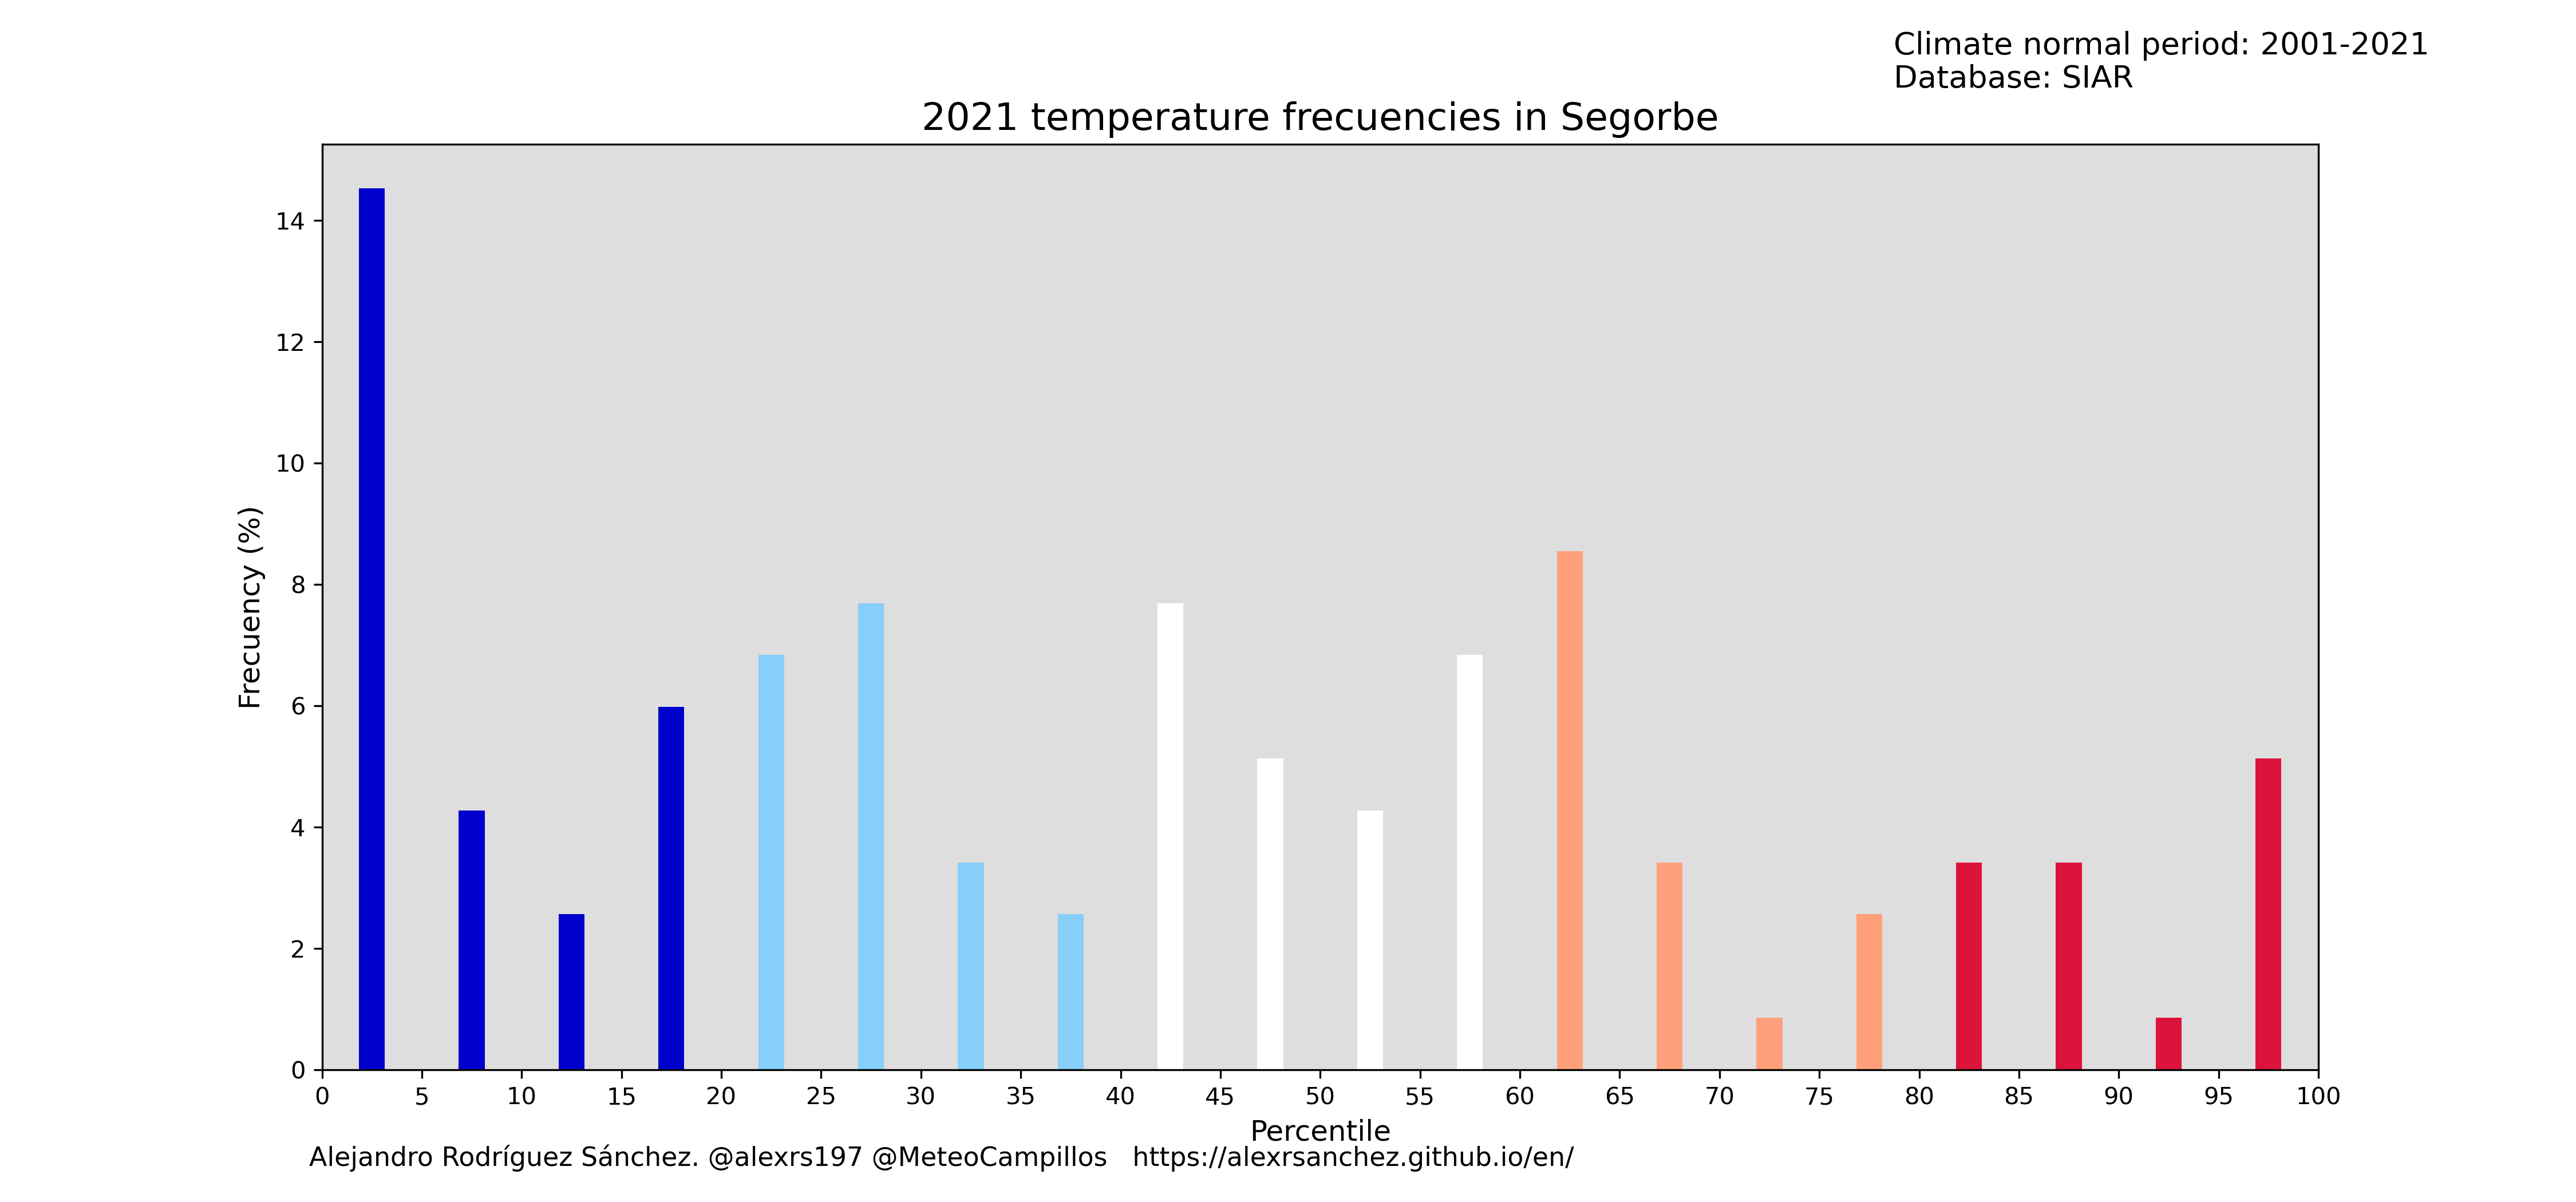 Climate normal period: 2001-2021
Database: SIAR
2021 temperature frecuencies in Segorbe
Frecuency (%)
14
12
10
8
6
4
2
0
0 5 10 15 20 25 30 35 40 45 50 55 60 65 70 75 80 85 90 95 100
Percentile
Alejandro Rodríguez Sánchez. @alexrs197 @MeteoCampillos https://alexrsanchez.github.io/en/